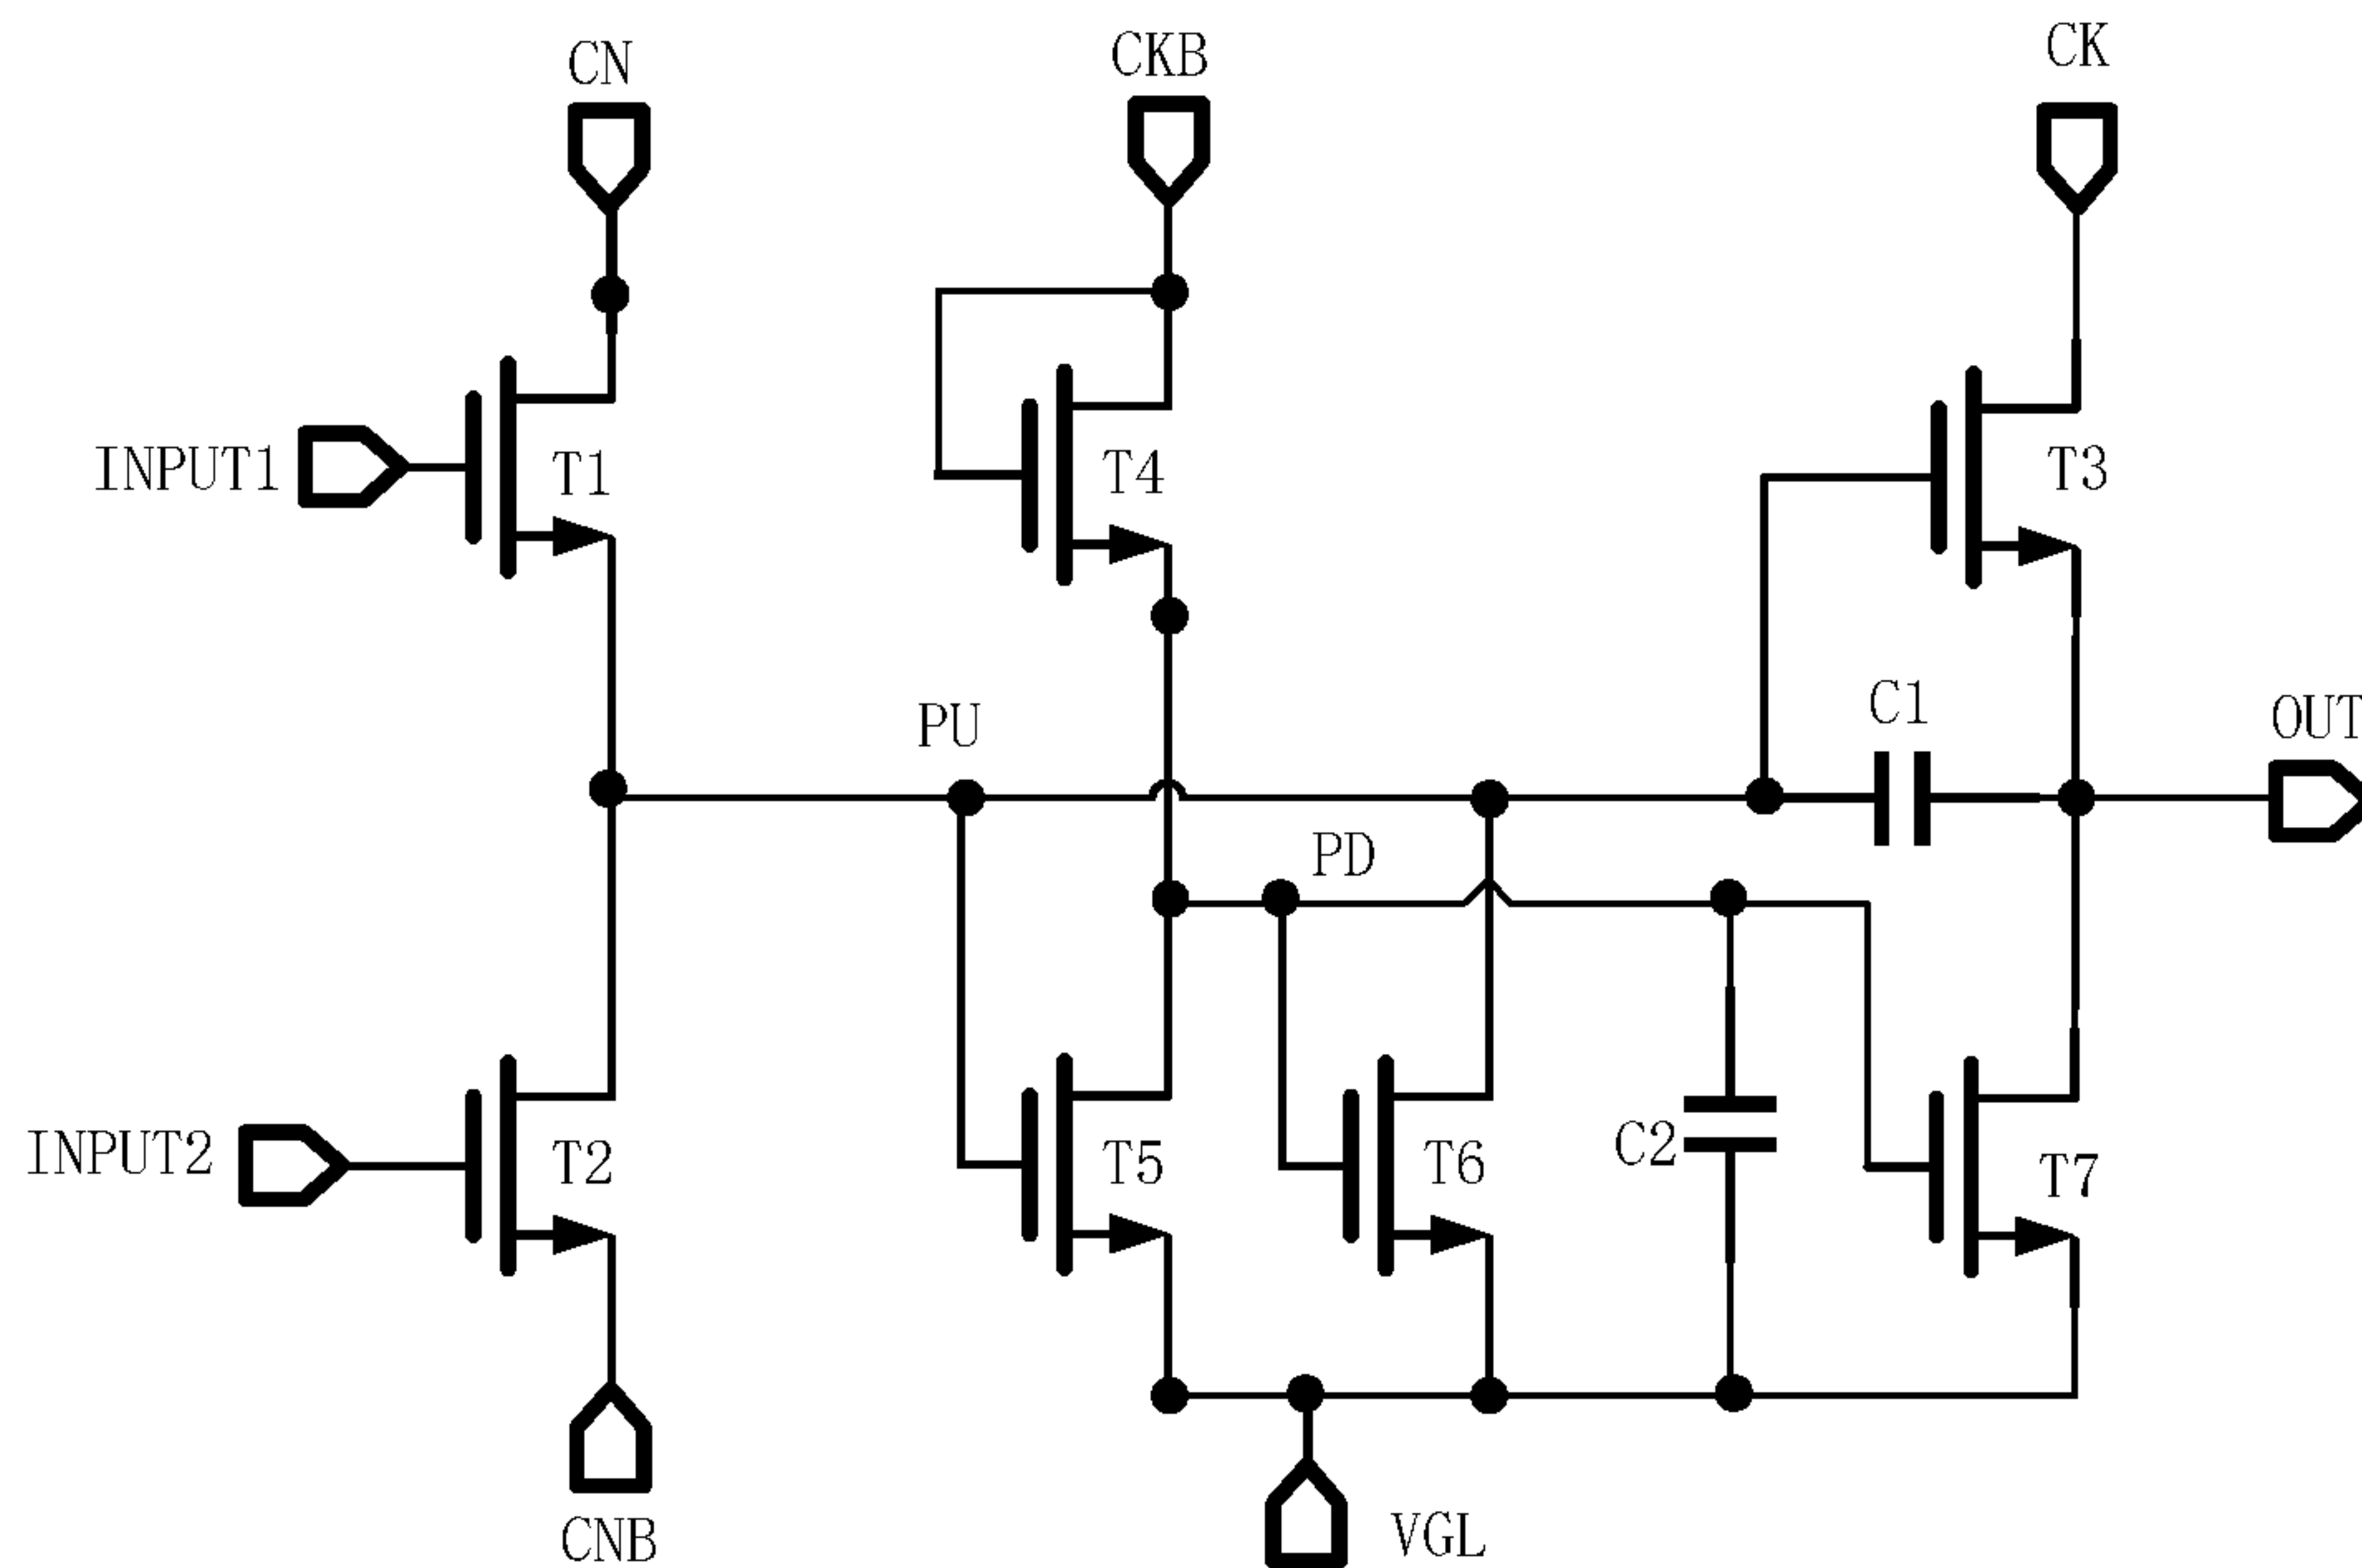 CN
CKB
CK
INPUT1
T1
T4
T3
PU
C1
OUT
PD
INPUT2
T2
T5
T6
C2
T7
CNB
VGL